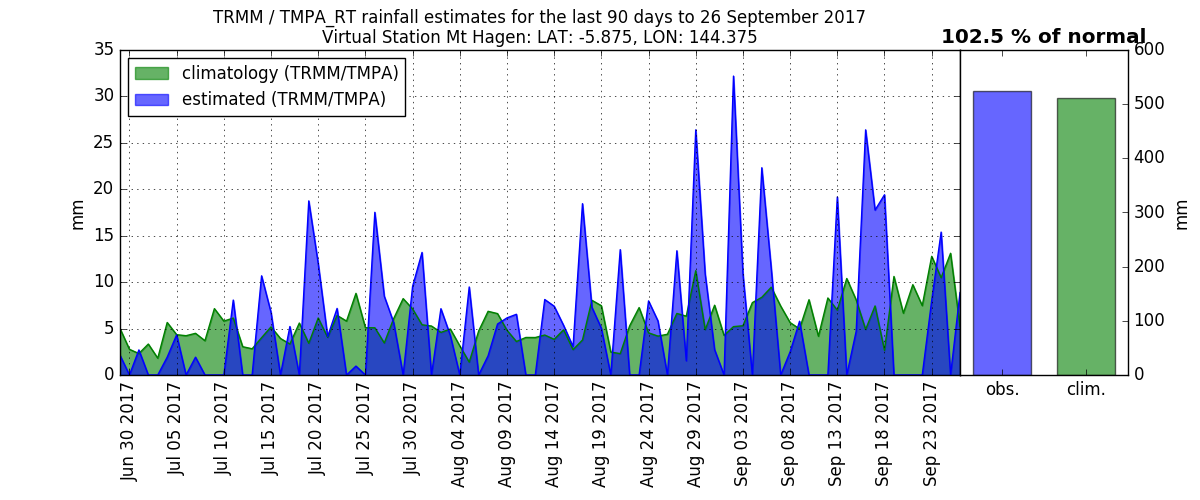 TRMM / TMPA_RT rainfall estimates for the last 90 days to 26 September 2017
Virtual Station Mt Hagen: LAT: -5.875, LON: 144.375
102.5 % of normal
climatology (TRMM/TMPA)
estimated (TRMM/TMPA)
35
30
25
20
15
10
5
0
mm
Jun 30 2017
Jul 05 2017
Jul 10 2017
Jul 15 2017
Jul 20 2017
Jul 25 2017
Jul 30 2017
Aug 04 2017
Aug 09 2017
Aug 14 2017
Aug 19 2017
Aug 24 2017
Aug 29 2017
Sep 03 2017
Sep 08 2017
Sep 13 2017
Sep 18 2017
Sep 23 2017
obs.
clim.
600
500
400
300
200
100
0
mm